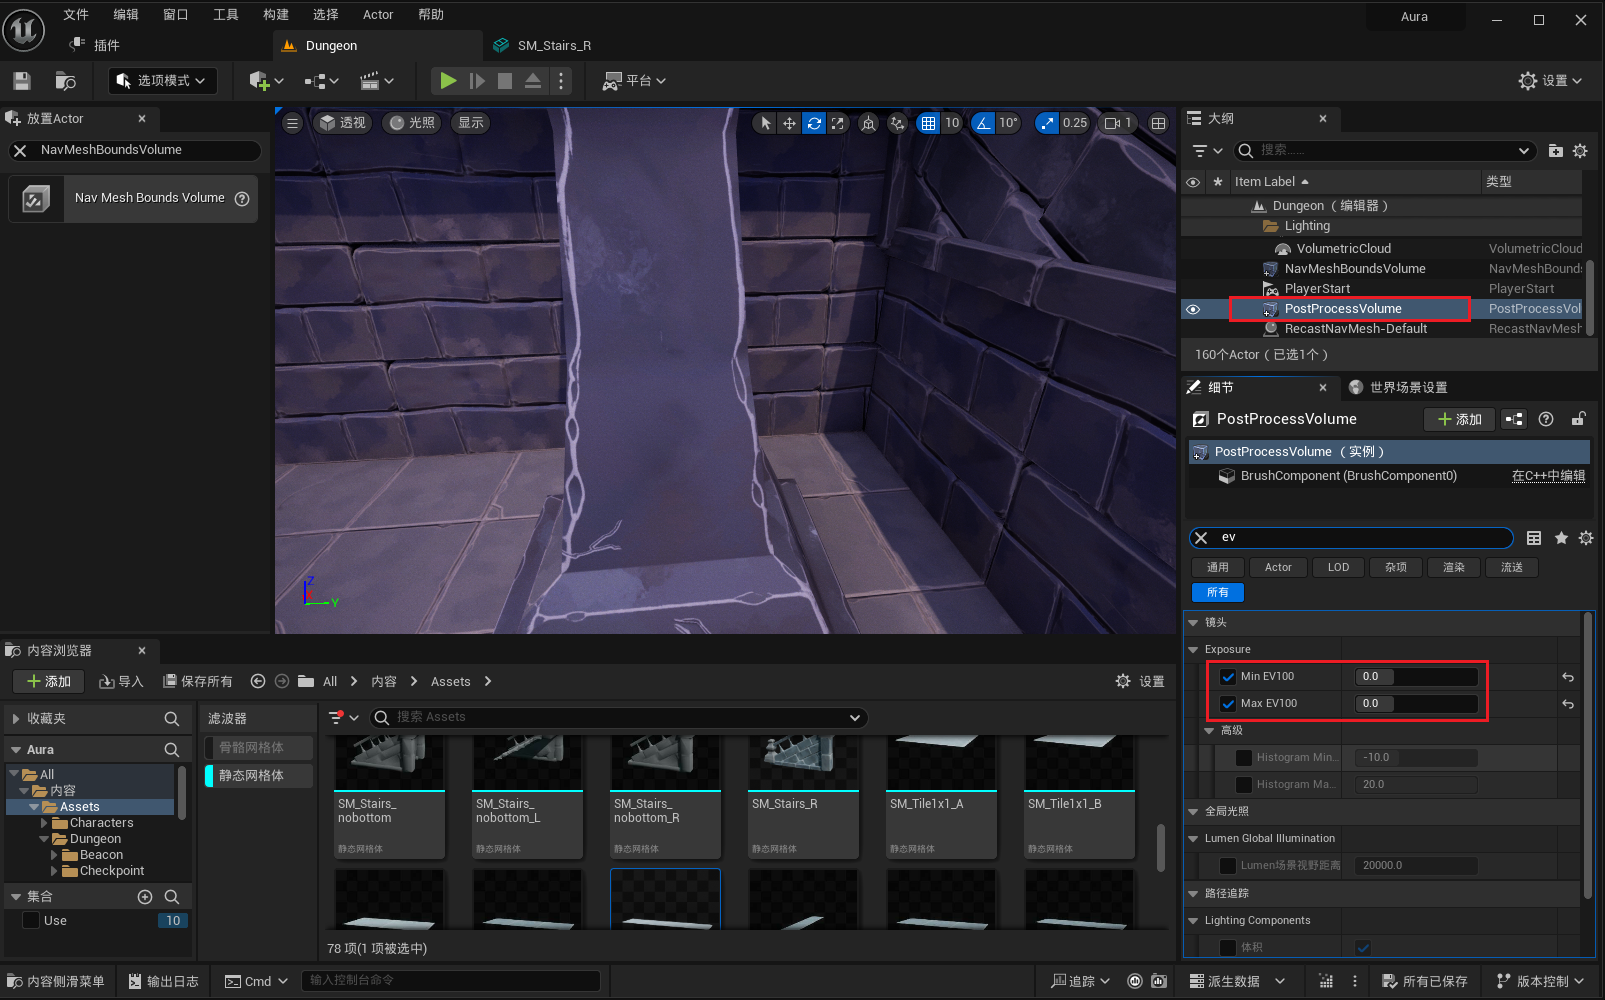 文件 编辑 窗口 工具 构建 选择 Actor 帮助 Aura
插件 Dungeon SM_Stairs_R
选项模式 平台 设置
放置Actor
NavMeshBoundsVolume
Nav Mesh Bounds Volume
透视 光照 显示 10 10° 0.25 1
Z
X
Y
大纲
搜索......
Item Label 类型
Dungeon（编辑器）
Lighting
VolumetricCloud VolumetricCloud
NavMeshBoundsVolume NavMeshBounds
PlayerStart PlayerStart
PostProcessVolume PostProcessVol
RecastNavMesh-Default RecastNavMesh
160个Actor（已选1个）
细节 世界场景设置
PostProcessVolume 添加
PostProcessVolume （实例）
BrushComponent (BrushComponent0) 在C++中编辑
ev
通用 Actor LOD 杂项 渲染 流送
所有
镜头
Exposure
Min EV100 0.0
Max EV100 0.0
高级
Histogram Min... -10.0
Histogram Ma... 20.0
全局光照
Lumen Global Illumination
Lumen场景视野距离 20000.0
路径追踪
Lighting Components
体积
内容浏览器
添加 导入 保存所有 All 内容 Assets 设置
收藏夹
Aura
All
内容
Assets
Characters
Dungeon
Beacon
Checkpoint
集合
Use 10
滤波器
骨骼网格体
静态网格体
搜索 Assets
SM_Stairs_
nobottom
静态网格体
SM_Stairs_
nobottom_L
静态网格体
SM_Stairs_
nobottom_R
静态网格体
SM_Stairs_R
静态网格体
SM_Tile1x1_A
静态网格体
SM_Tile1x1_B
静态网格体
78 项(1 项被选中)
内容侧滑菜单 输出日志 Cmd 输入控制台命令 追踪 派生数据 所有已保存 版本控制